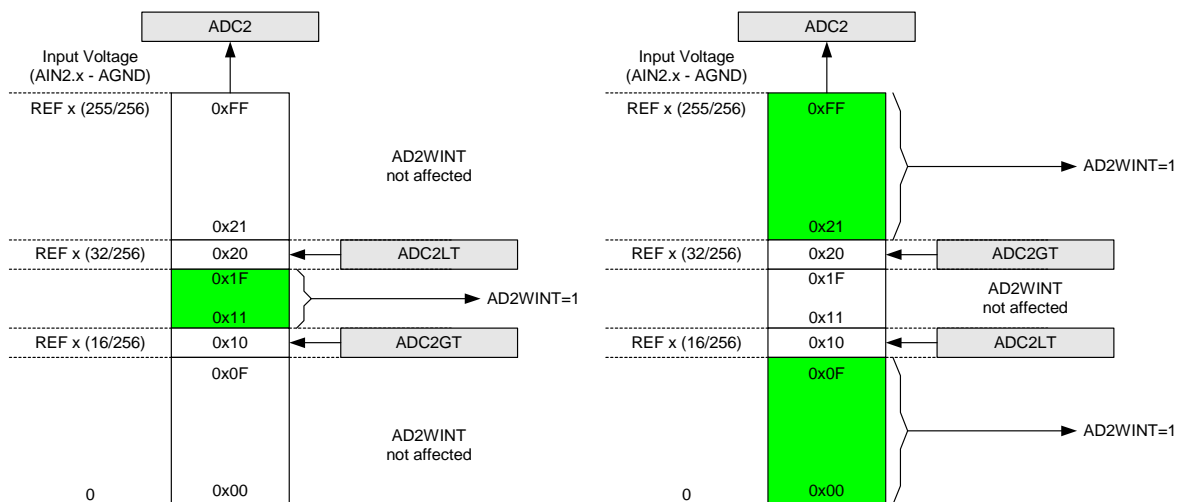 ADC2
Input Voltage
(AIN2.x - AGND)
REF x (255/256)
0xFF
AD2WINT
not affected
0x21
REF x (32/256)
0x20
ADC2LT
0x1F
AD2WINT=1
0x11
REF x (16/256)
0x10
ADC2GT
0x0F
AD2WINT
not affected
0
0x00
ADC2
Input Voltage
(AIN2.x - AGND)
REF x (255/256)
0xFF
AD2WINT=1
0x21
REF x (32/256)
0x20
ADC2GT
0x1F
AD2WINT
not affected
0x11
REF x (16/256)
0x10
ADC2LT
0x0F
AD2WINT=1
0
0x00